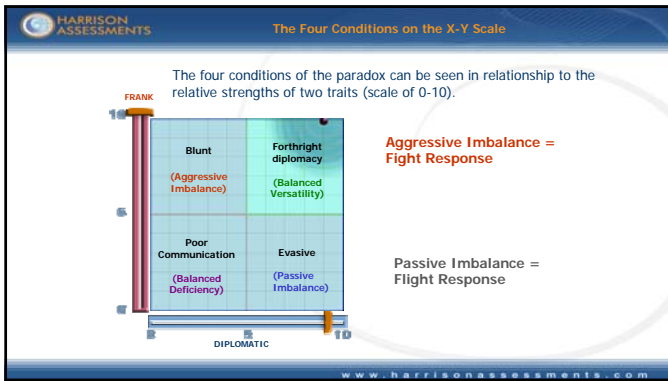 HARRISON
ASSESSMENTS
The Four Conditions on the X-Y Scale
The four conditions of the paradox can be seen in relationship to the
relative strengths of two traits (scale of 0-10).
FRANK
10
Blunt
(Aggressive
Imbalance)
Forthright
diplomacy
(Balanced
Versatility)
Aggressive Imbalance =
Fight Response
5
Poor
Communication
(Balanced
Deficiency)
Evasive
(Passive
Imbalance)
Passive Imbalance =
Flight Response
10
DIPLOMATIC
www.harrisonassessments.com